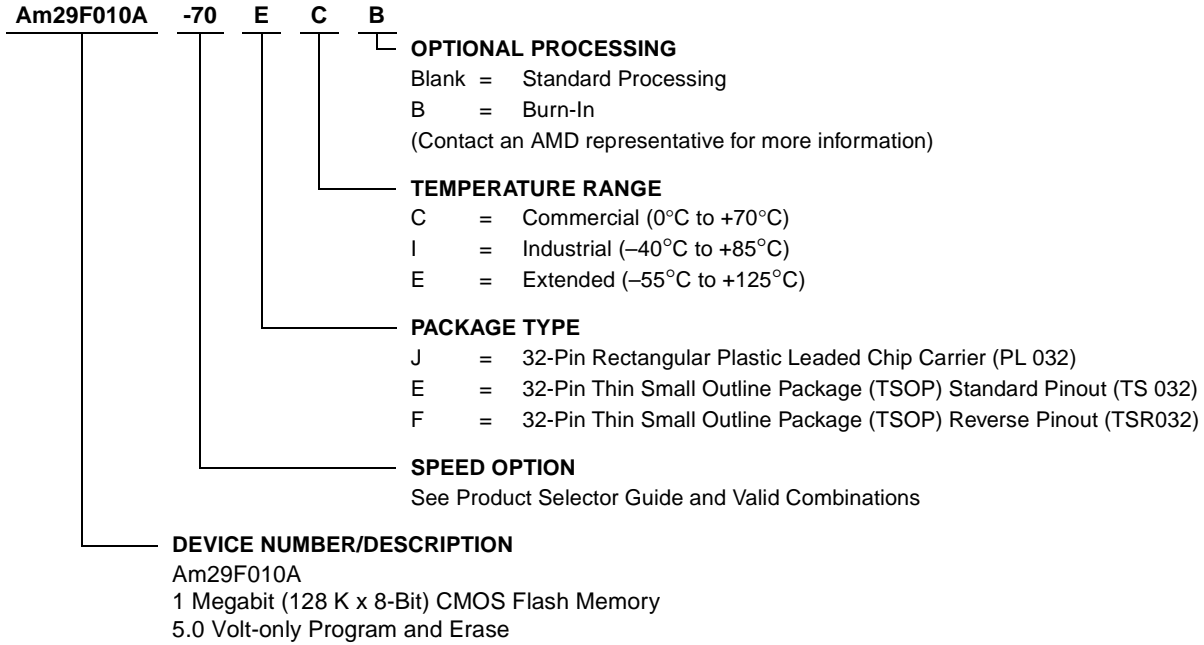 Am29F010A -70 E C B
OPTIONAL PROCESSING
Blank = Standard Processing
B = Burn-In
(Contact an AMD representative for more information)
TEMPERATURE RANGE
C = Commercial (0°C to +70°C)
I = Industrial (–40°C to +85°C)
E = Extended (–55°C to +125°C)
PACKAGE TYPE
J = 32-Pin Rectangular Plastic Leaded Chip Carrier (PL 032)
E = 32-Pin Thin Small Outline Package (TSOP) Standard Pinout (TS 032)
F = 32-Pin Thin Small Outline Package (TSOP) Reverse Pinout (TSR032)
SPEED OPTION
See Product Selector Guide and Valid Combinations
DEVICE NUMBER/DESCRIPTION
Am29F010A
1 Megabit (128 K x 8-Bit) CMOS Flash Memory
5.0 Volt-only Program and Erase